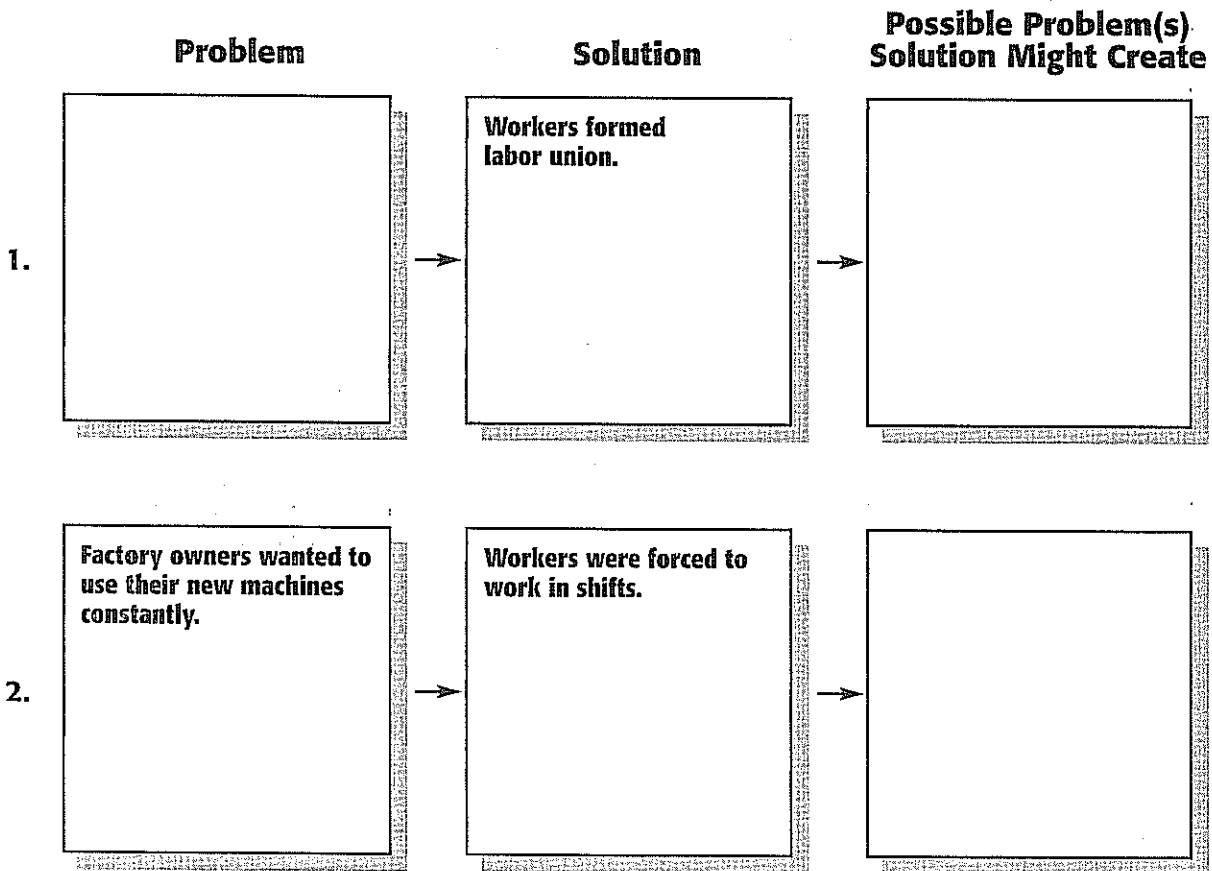 Problem
Solution
Possible Problem(s)
Solution Might Create
1.
Workers formed
labor union.
2.
Factory owners wanted to
use their new machines
constantly.
Workers were forced to
work in shifts.